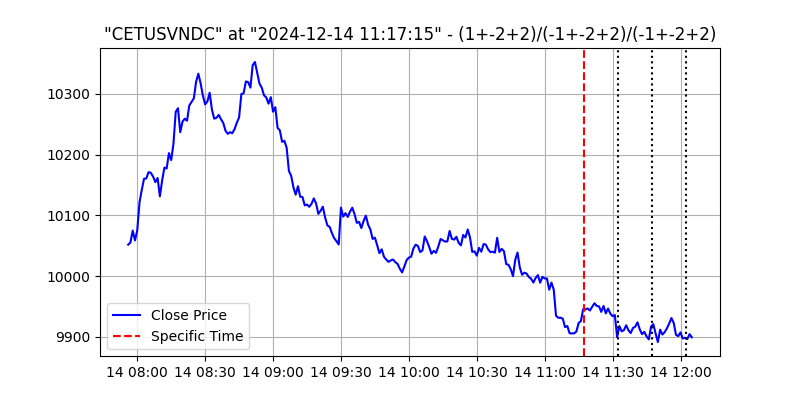 "CETUSVNDC" at "2024-12-14 11:17:15" - (1+-2+2)/(-1+-2+2)/(-1+-2+2)
10300
10200
10100
10000
9900
Close Price
Specific Time
14 08:00 14 08:30 14 09:00 14 09:30 14 10:00 14 10:30 14 11:00 14 11:30 14 12:00